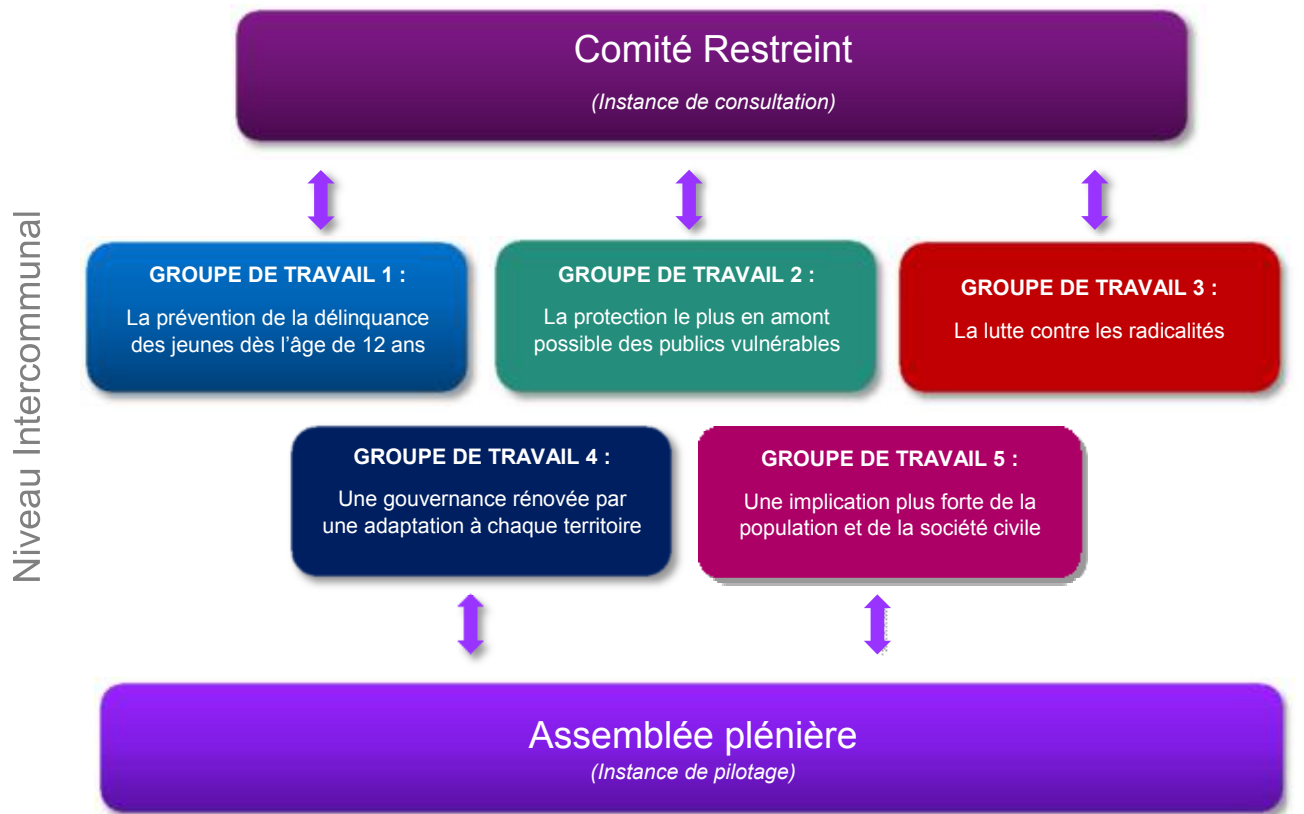 Comité Restreint
(Instance de consultation)
Niveau Intercommunal
GROUPE DE TRAVAIL 1 :
La prévention de la délinquance
des jeunes dès l'âge de 12 ans
GROUPE DE TRAVAIL 2 :
La protection le plus en amont
possible des publics vulnérables
GROUPE DE TRAVAIL 3 :
La lutte contre les radicalités
GROUPE DE TRAVAIL 4 :
Une gouvernance rénovée par
une adaptation à chaque territoire
GROUPE DE TRAVAIL 5 :
Une implication plus forte de la
population et de la société civile
Assemblée plénière
(Instance de pilotage)